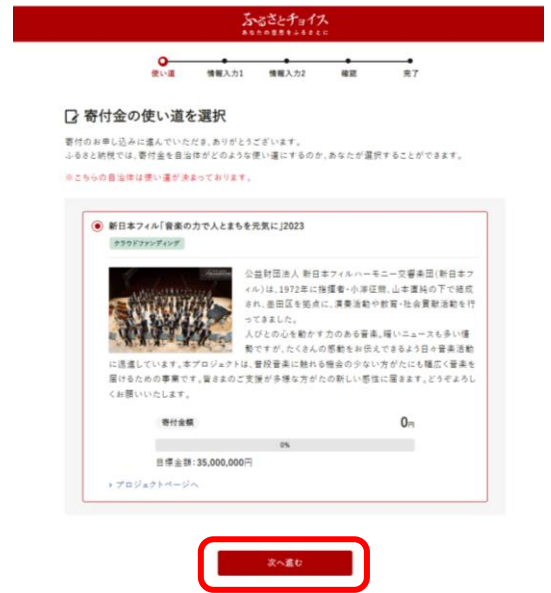 ふるさとチョイス
あなたの意思をふるさとに
使い道 情報入力1 情報入力2 確認 完了
寄付金の使い道を選択
寄付のお申し込みに進んでいただき、ありがとうございます。
ふるさと納税では、寄付金を自治体がどのような使い道にするのか、あなたが選択することができます。
※こちらの自治体は使い道が決まっております。
新日本フィル「音楽の力で人とまちを元気に」2023
クラウドファンディング
公益財団法人 新日本フィルハーモニー交響楽団(新日本フ
ィル)は、1972年に指揮者・小澤征爾、山本直純の下で結成
され、墨田区を拠点に、演奏活動や教育・社会貢献活動を行
ってきました。
人びとの心を動かす力のある音楽。暗いニュースも多い情
勢ですが、たくさんの感動をお伝えできるよう日々音楽活動
に邁進しています。本プロジェクトは、普段音楽に触れる機会の少ない方がたにも幅広く音楽を
届けるための事業です。皆さまのご支援が多様な方がたの新しい感性に届きます。どうぞよろし
くお願いいたします。
寄付金額 0円
0%
目標金額:35,000,000円
プロジェクトページへ
次へ進む